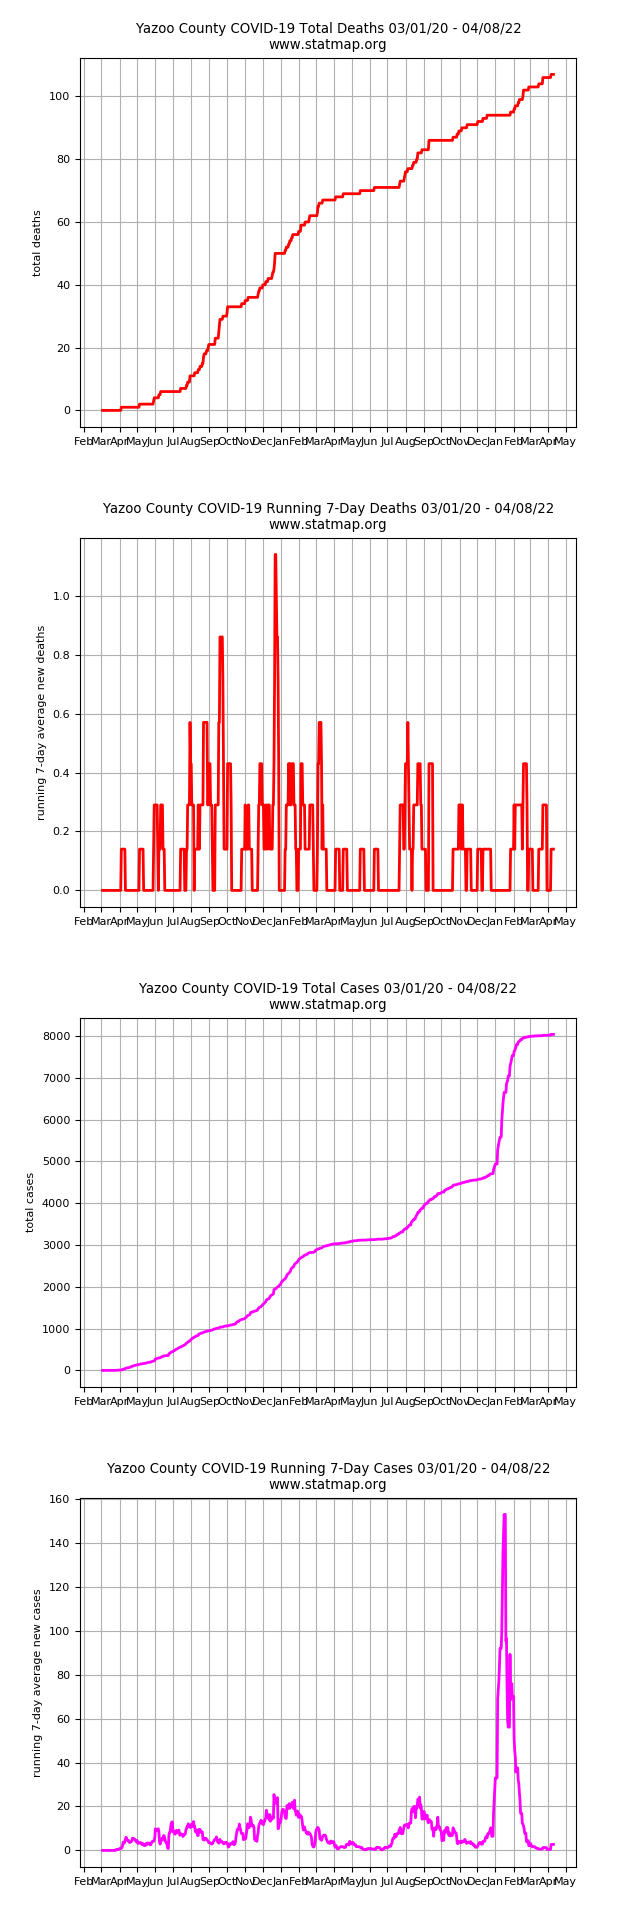 Yazoo County COVID-19 Total Deaths 03/01/20 - 04/08/22
www.statmap.org
100
80
60
40
20
0
total deaths
Feb Mar Apr May Jun Jul Aug Sep Oct Nov Dec Jan Feb Mar Apr May Jun Jul Aug Sep Oct Nov Dec Jan Feb Mar Apr May
Yazoo County COVID-19 Running 7-Day Deaths 03/01/20 - 04/08/22
www.statmap.org
1.0
0.8
0.6
0.4
0.2
0.0
running 7-day average new deaths
Feb Mar Apr May Jun Jul Aug Sep Oct Nov Dec Jan Feb Mar Apr May Jun Jul Aug Sep Oct Nov Dec Jan Feb Mar Apr May
Yazoo County COVID-19 Total Cases 03/01/20 - 04/08/22
www.statmap.org
8000
7000
6000
5000
4000
3000
2000
1000
0
total cases
Feb Mar Apr May Jun Jul Aug Sep Oct Nov Dec Jan Feb Mar Apr May Jun Jul Aug Sep Oct Nov Dec Jan Feb Mar Apr May
Yazoo County COVID-19 Running 7-Day Cases 03/01/20 - 04/08/22
www.statmap.org
160
140
120
100
80
60
40
20
0
running 7-day average new cases
Feb Mar Apr May Jun Jul Aug Sep Oct Nov Dec Jan Feb Mar Apr May Jun Jul Aug Sep Oct Nov Dec Jan Feb Mar Apr May